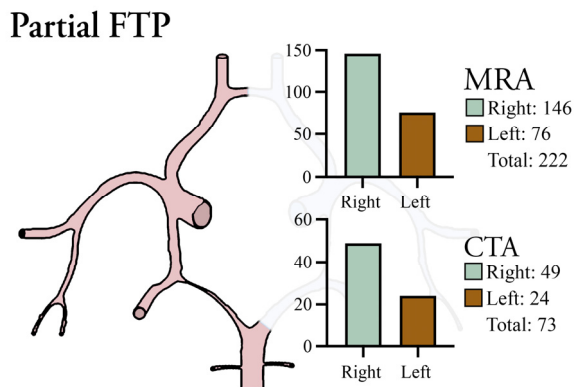 Partial FTP
150
100
50
0
Right Left
MRA
Right: 146
Left: 76
Total: 222
60
40
20
0
Right Left
CTA
Right: 49
Left: 24
Total: 73